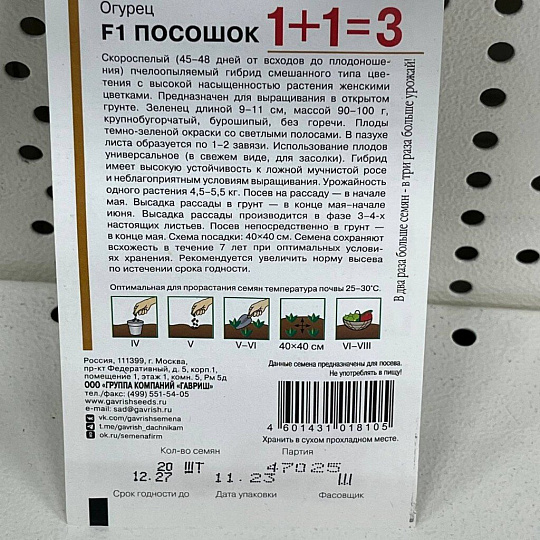 Огурец
F1 ПОСОШОК 1+1=3
Скороспелый (45-48 дней от всходов до плодоноше-
ния) пчелоопыляемый гибрид смешанного типа цве-
тения с высокой насыщенностью растения женскими
цветками. Предназначен для выращивания в открытом
грунте. Зеленец длиной 9-11 см, массой 90-100 г,
крупнобугорчатый, бурошипый, без горечи. Плоды
темно-зеленой окраски со светлыми полосами. В пазухе
листа образуется по 1-2 завязи. Использование плодов
универсальное (в свежем виде, для засолки). Гибрид
имеет высокую устойчивость к ложной мучнистой росе
и неблагоприятным условиям выращивания. Урожайность
одного растения 4,5-5,5 кг. Посев на рассаду — в начале
мая. Высадка рассады в грунт — в конце мая-начале
июня. Высадка рассады производится в фазе 3-4-х
настоящих листьев. Посев непосредственно в грунт —
в конце мая. Схема посадки: 40×40 см. Семена сохраняют
всхожесть в течение 7 лет при оптимальных услови-
ях хранения. Рекомендуется увеличить норму высева
по истечении срока годности.
В два раза больше семян - в три раза больше урожай!
Оптимальная для прорастания семян температура почвы 25-30°С.
IV V V-VI 40×40 см VI-VIII
Россия, 111399, г. Москва,
пр-кт Федеративный, д. 5, корп.1,
помещение 1, этаж 1, комн. 5, Рм 5д
ООО «ГРУППА КОМПАНИЙ «ГАВРИШ»
тел./факс: (499) 551-54-05
www.gavrishseeds.ru
e-mail: sad@gavrish.ru
vk.com/gavrishsemena
t.me/gavrish_dachnikam
ok.ru/semenafirm
Данные семена предназначены для посева.
Не употреблять в пищу!
4 601431 018105
Хранить в сухом прохладном месте.
Кол-во семян Партия
20 ШТ 47025
12.27 11.23 Ш
Срок годности до Дата упаковки Фасовщик